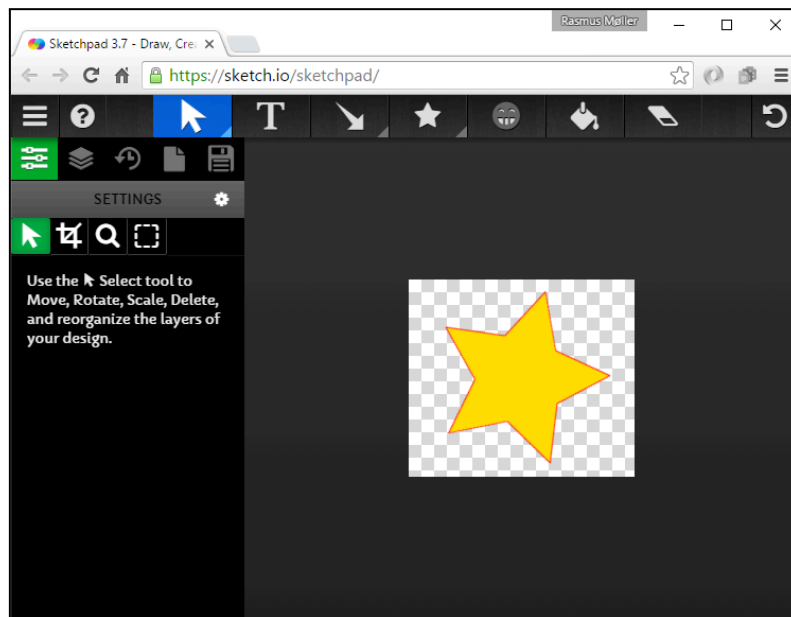 Rasmus Møller
Sketchpad 3.7 - Draw, Cre
https://sketch.io/sketchpad/
T
SETTINGS
Use the Select tool to
Move, Rotate, Scale, Delete,
and reorganize the layers of
your design.